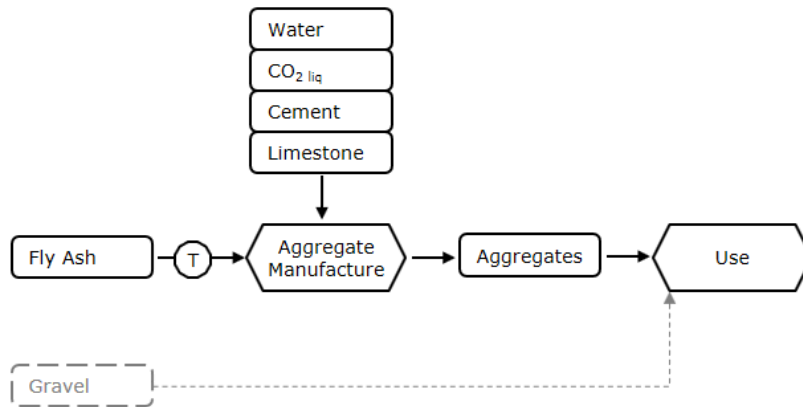 Water
CO₂ liq
Cement
Limestone
Fly Ash
T
Aggregate
Manufacture
Aggregates
Use
Gravel